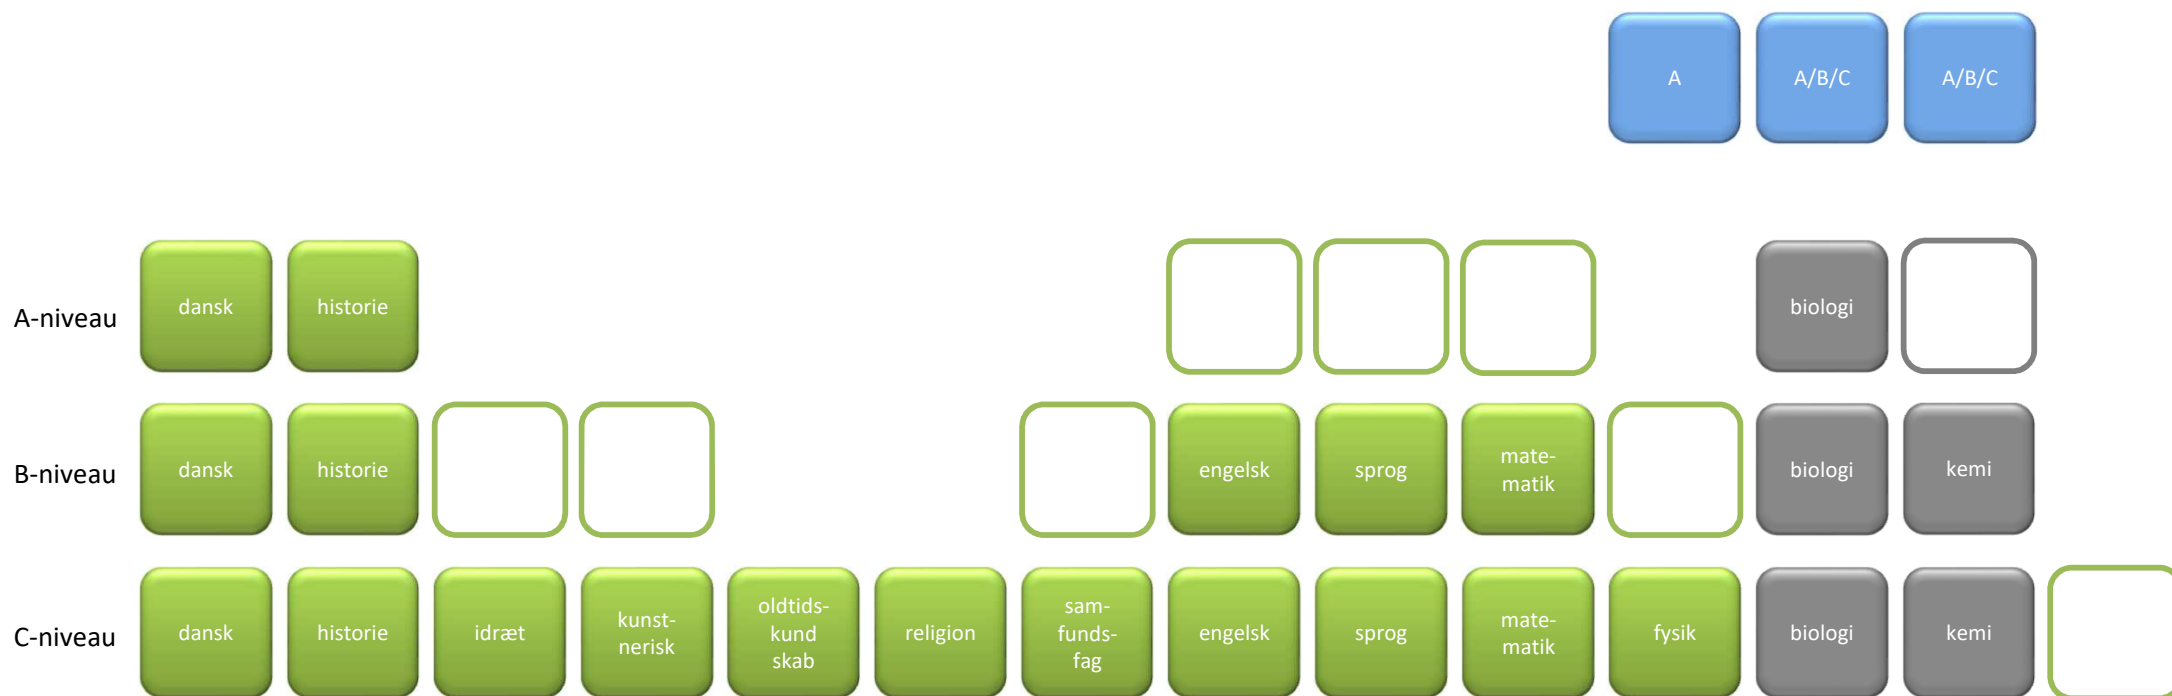 A
A/B/C
A/B/C
A-niveau
dansk
historie
biologi
B-niveau
dansk
historie
engelsk
sprog
mate-
matik
biologi
kemi
C-niveau
dansk
historie
idræt
kunst-
nerisk
oldtids-
kund
skab
religion
sam-
funds-
fag
engelsk
sprog
mate-
matik
fysik
biologi
kemi